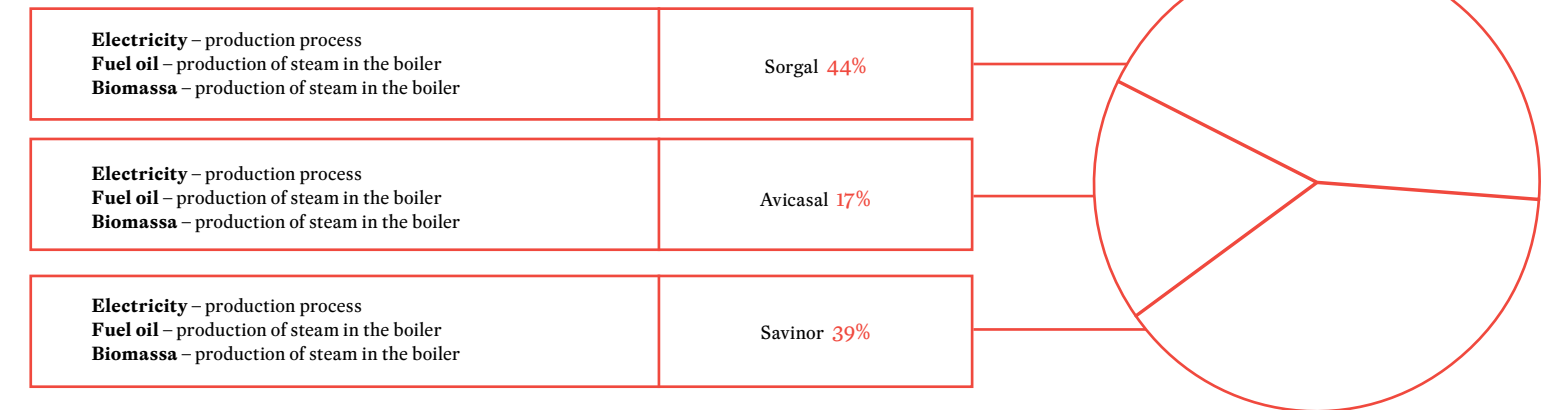 Electricity – production process
Fuel oil – production of steam in the boiler
Biomassa – production of steam in the boiler
Sorgal 44%
Electricity – production process
Fuel oil – production of steam in the boiler
Biomassa – production of steam in the boiler
Avicasal 17%
Electricity – production process
Fuel oil – production of steam in the boiler
Biomassa – production of steam in the boiler
Savinor 39%